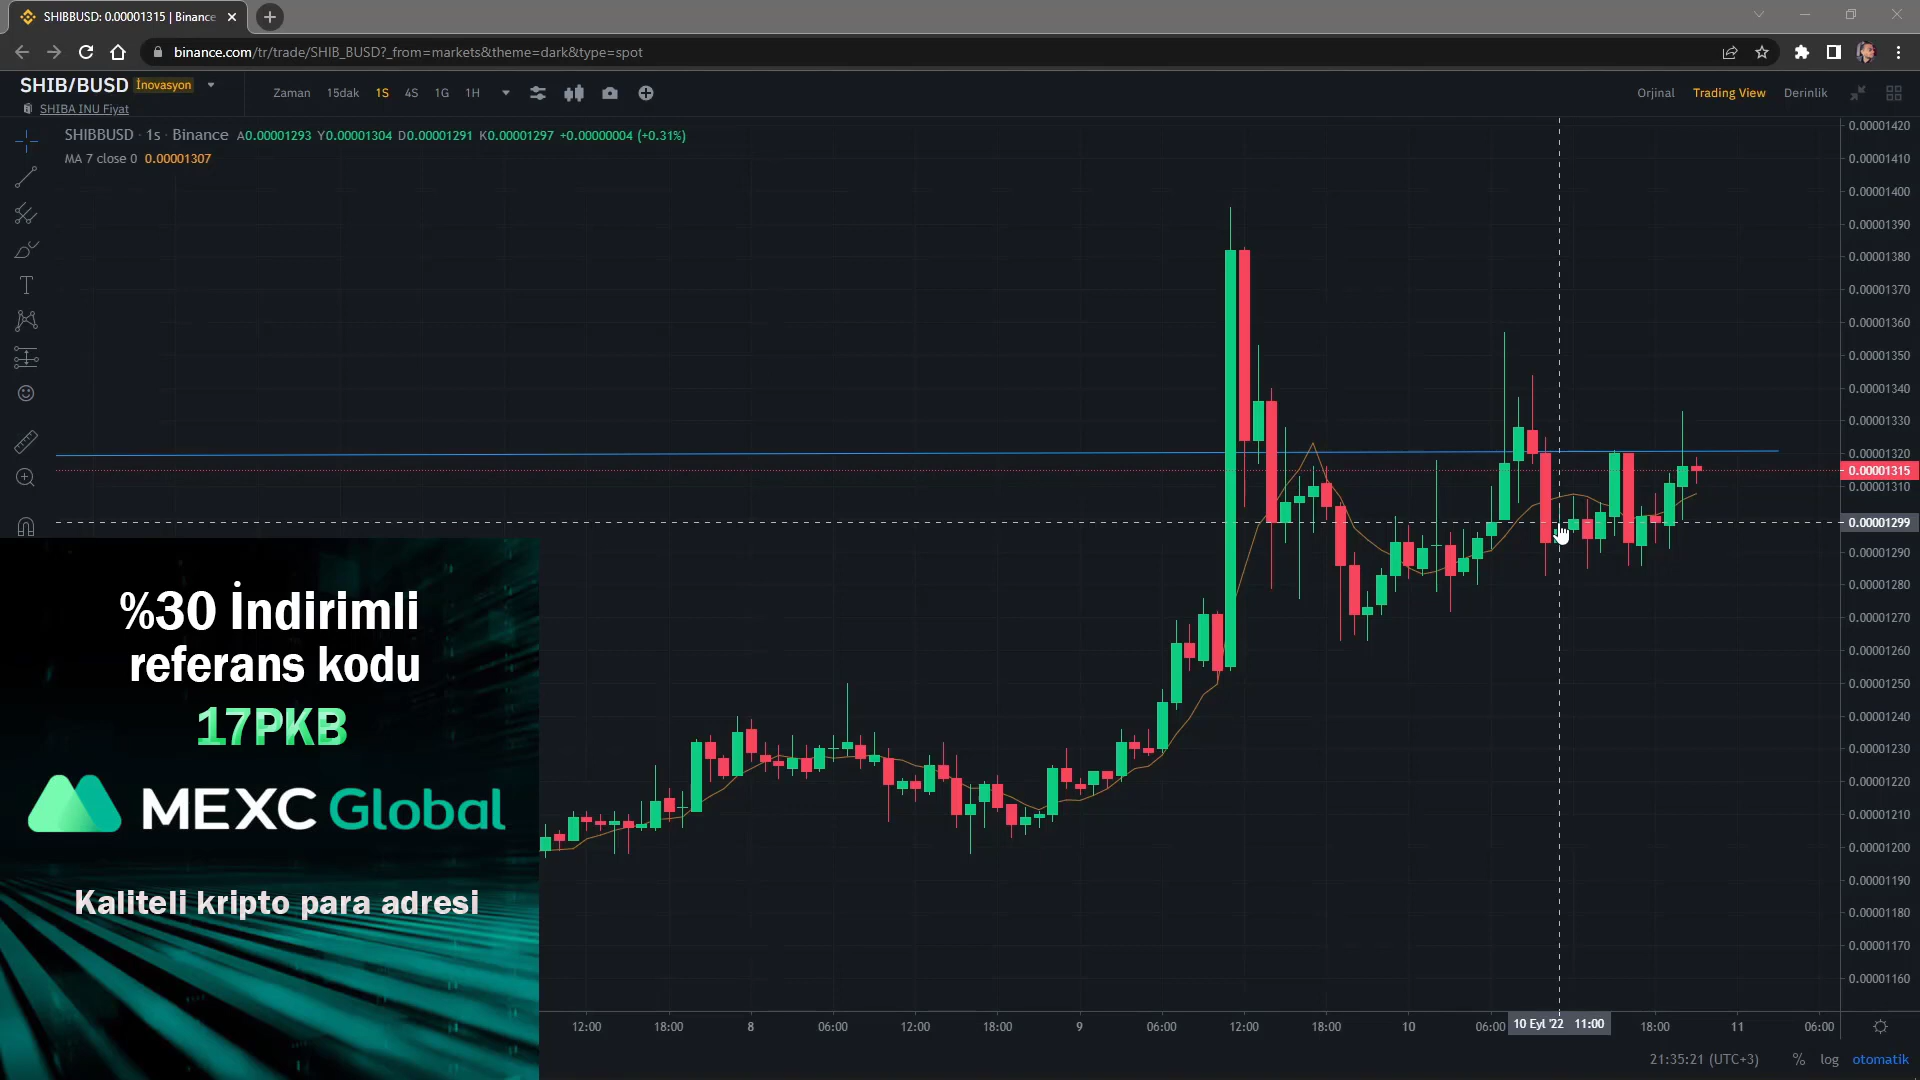 SHIBBUSD: 0.00001315 | Binance
binance.com/tr/trade/SHIB_BUSD?_from=markets&theme=dark&type=spot
SHIB/BUSD İnovasyon
SHIBA INU Fiyat
Zaman 15dak 1S 4S 1G 1H
Orjinal Trading View Derinlik
SHIBBUSD · 1s · Binance A0.00001293 Y0.00001304 D0.00001291 K0.00001297 +0.00000004 (+0.31%)
MA 7 close 0 0.00001307
0.00001420
0.00001410
0.00001400
0.00001390
0.00001380
0.00001370
0.00001360
0.00001350
0.00001340
0.00001330
0.00001320
0.00001315
0.00001310
0.00001299
0.00001290
0.00001280
0.00001270
0.00001260
0.00001250
0.00001240
0.00001230
0.00001220
0.00001210
0.00001200
0.00001190
0.00001180
0.00001170
0.00001160
%30 İndirimli
referans kodu
17PKB
MEXC Global
Kaliteli kripto para adresi
12:00 18:00 8 06:00 12:00 18:00 9 06:00 12:00 18:00 10 06:00 10 Eyl '22 11:00 18:00 11 06:00
21:35:21 (UTC+3) % log otomatik